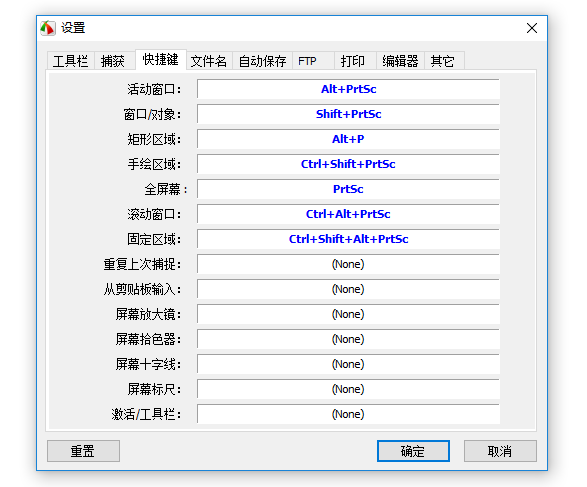 设置
工具栏 捕获 快捷键 文件名 自动保存 FTP 打印 编辑器 其它
活动窗口： Alt+PrtSc
窗口/对象： Shift+PrtSc
矩形区域： Alt+P
手绘区域： Ctrl+Shift+PrtSc
全屏幕： PrtSc
滚动窗口： Ctrl+Alt+PrtSc
固定区域： Ctrl+Shift+Alt+PrtSc
重复上次捕捉： (None)
从剪贴板输入： (None)
屏幕放大镜： (None)
屏幕拾色器： (None)
屏幕十字线： (None)
屏幕标尺： (None)
激活/工具栏： (None)
重置 确定 取消